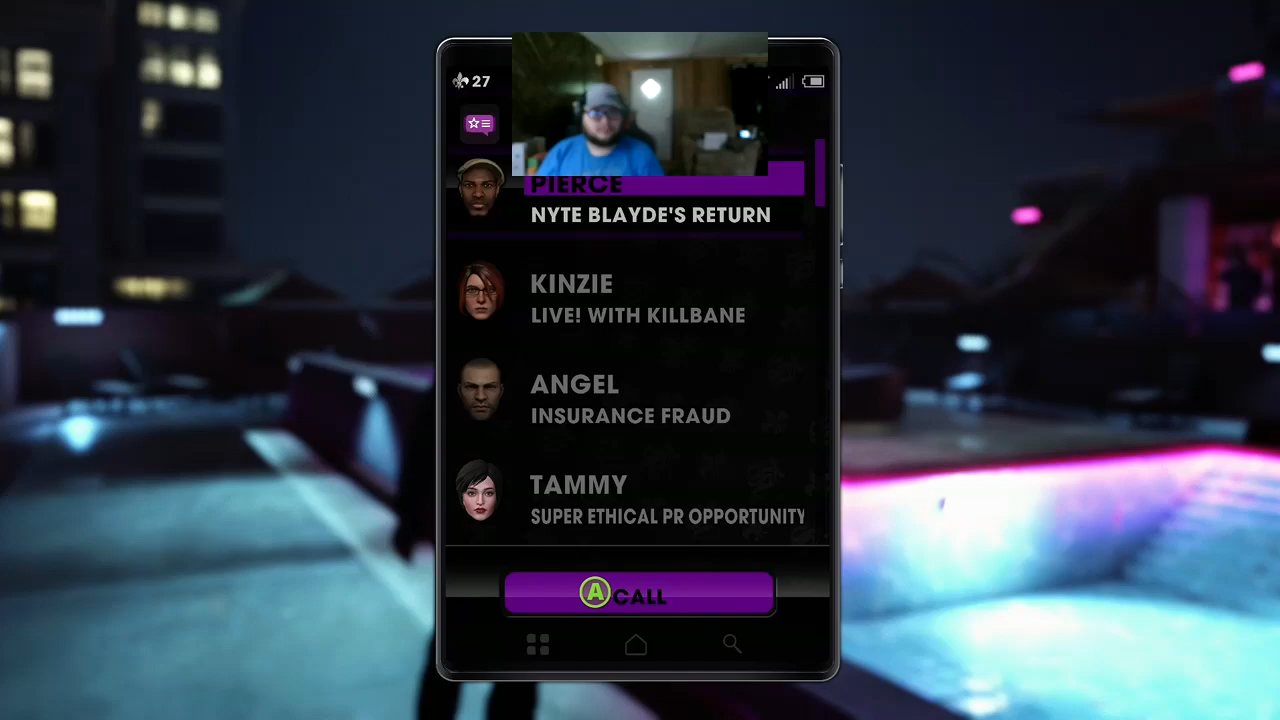 27
PIERCE
NYTE BLAYDE'S RETURN
KINZIE
LIVE! WITH KILLBANE
ANGEL
INSURANCE FRAUD
TAMMY
SUPER ETHICAL PR OPPORTUNITY
A CALL